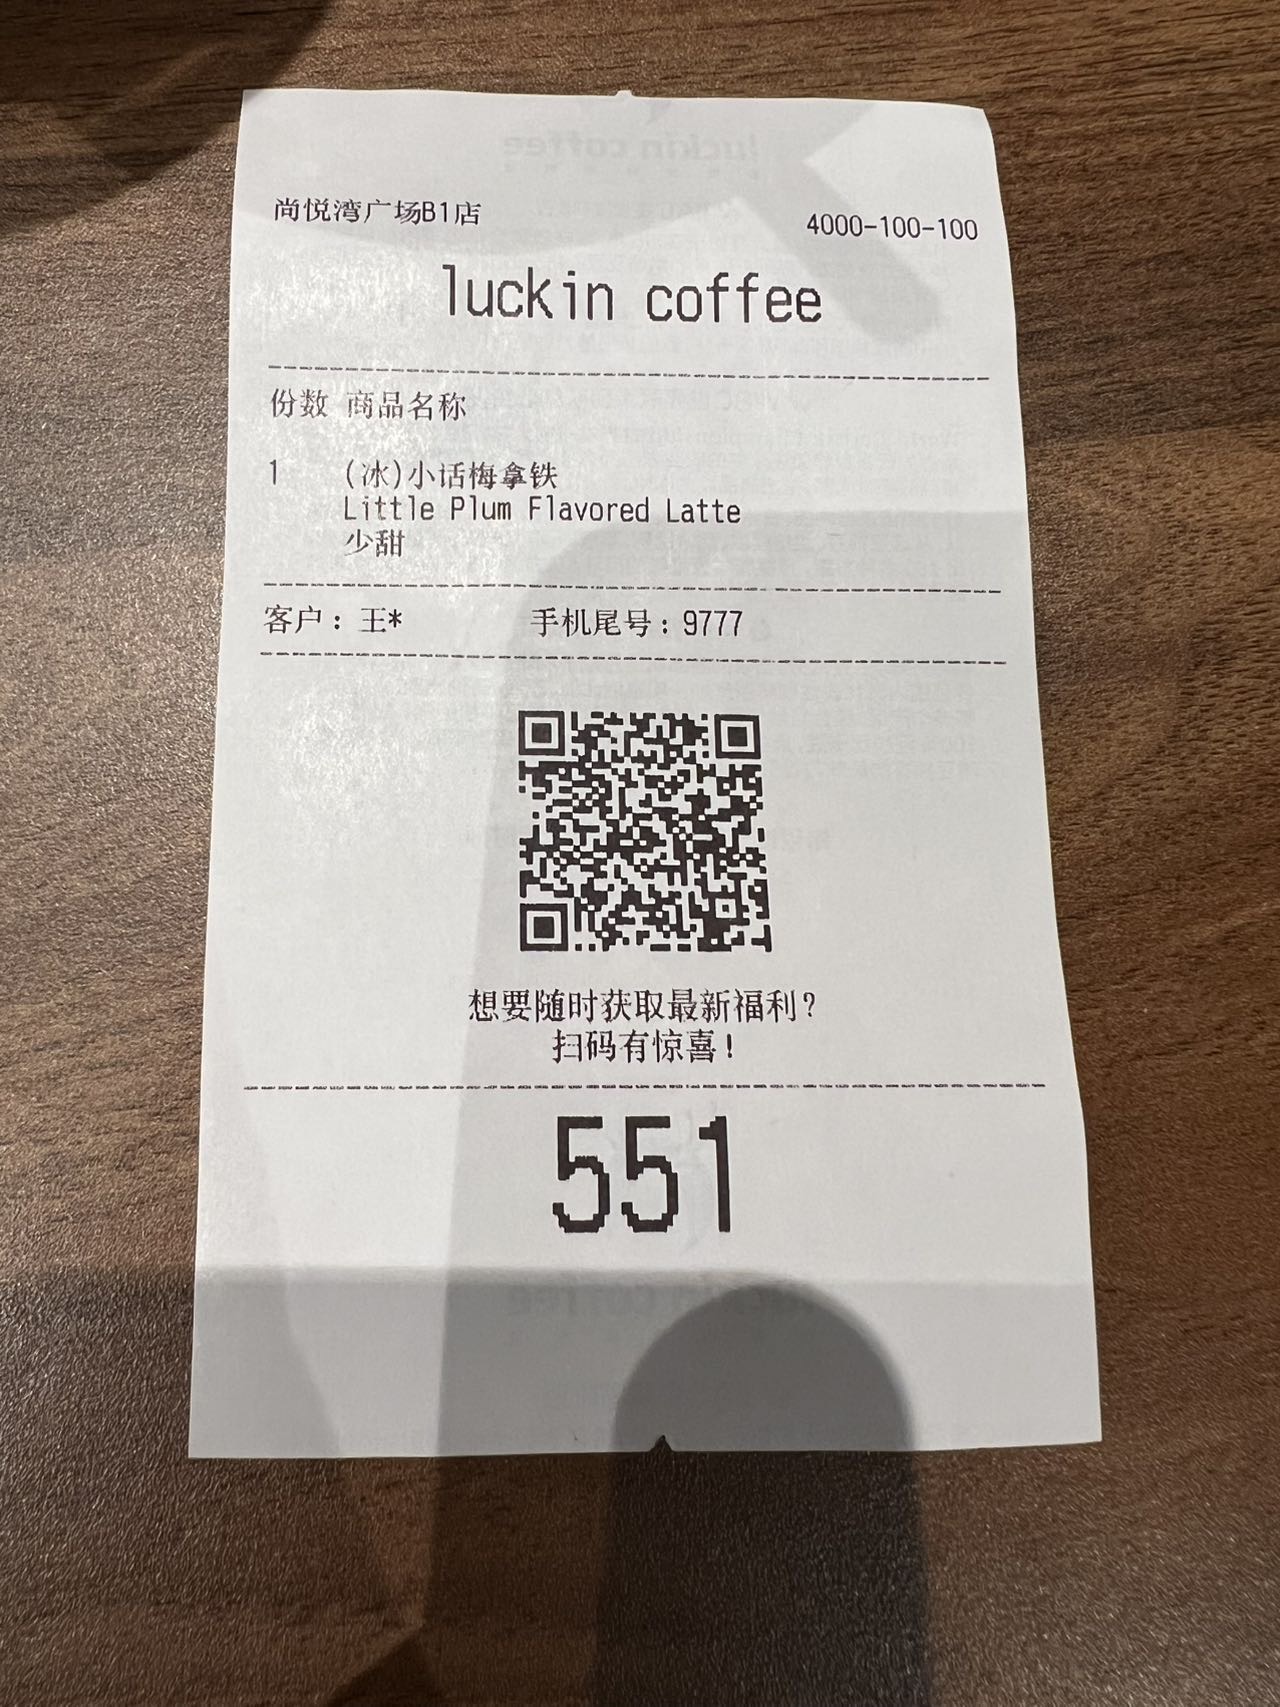 尚悦湾广场B1店 4000-100-100
luckin coffee
份数 商品名称
1 (冰)小话梅拿铁
Little Plum Flavored Latte
少甜
客户：王* 手机尾号：9777
想要随时获取最新福利？
扫码有惊喜！
551